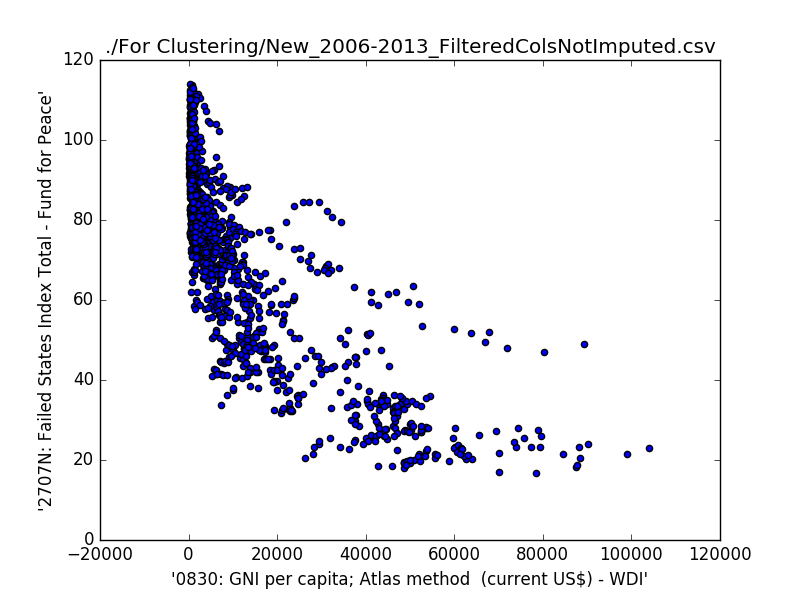 ./For Clustering/New_2006-2013_FilteredColsNotImputed.csv
120
100
80
60
40
20
0
'2707N: Failed States Index Total - Fund for Peace'
−20000 0 20000 40000 60000 80000 100000 120000
'0830: GNI per capita; Atlas method  (current US$) - WDI'